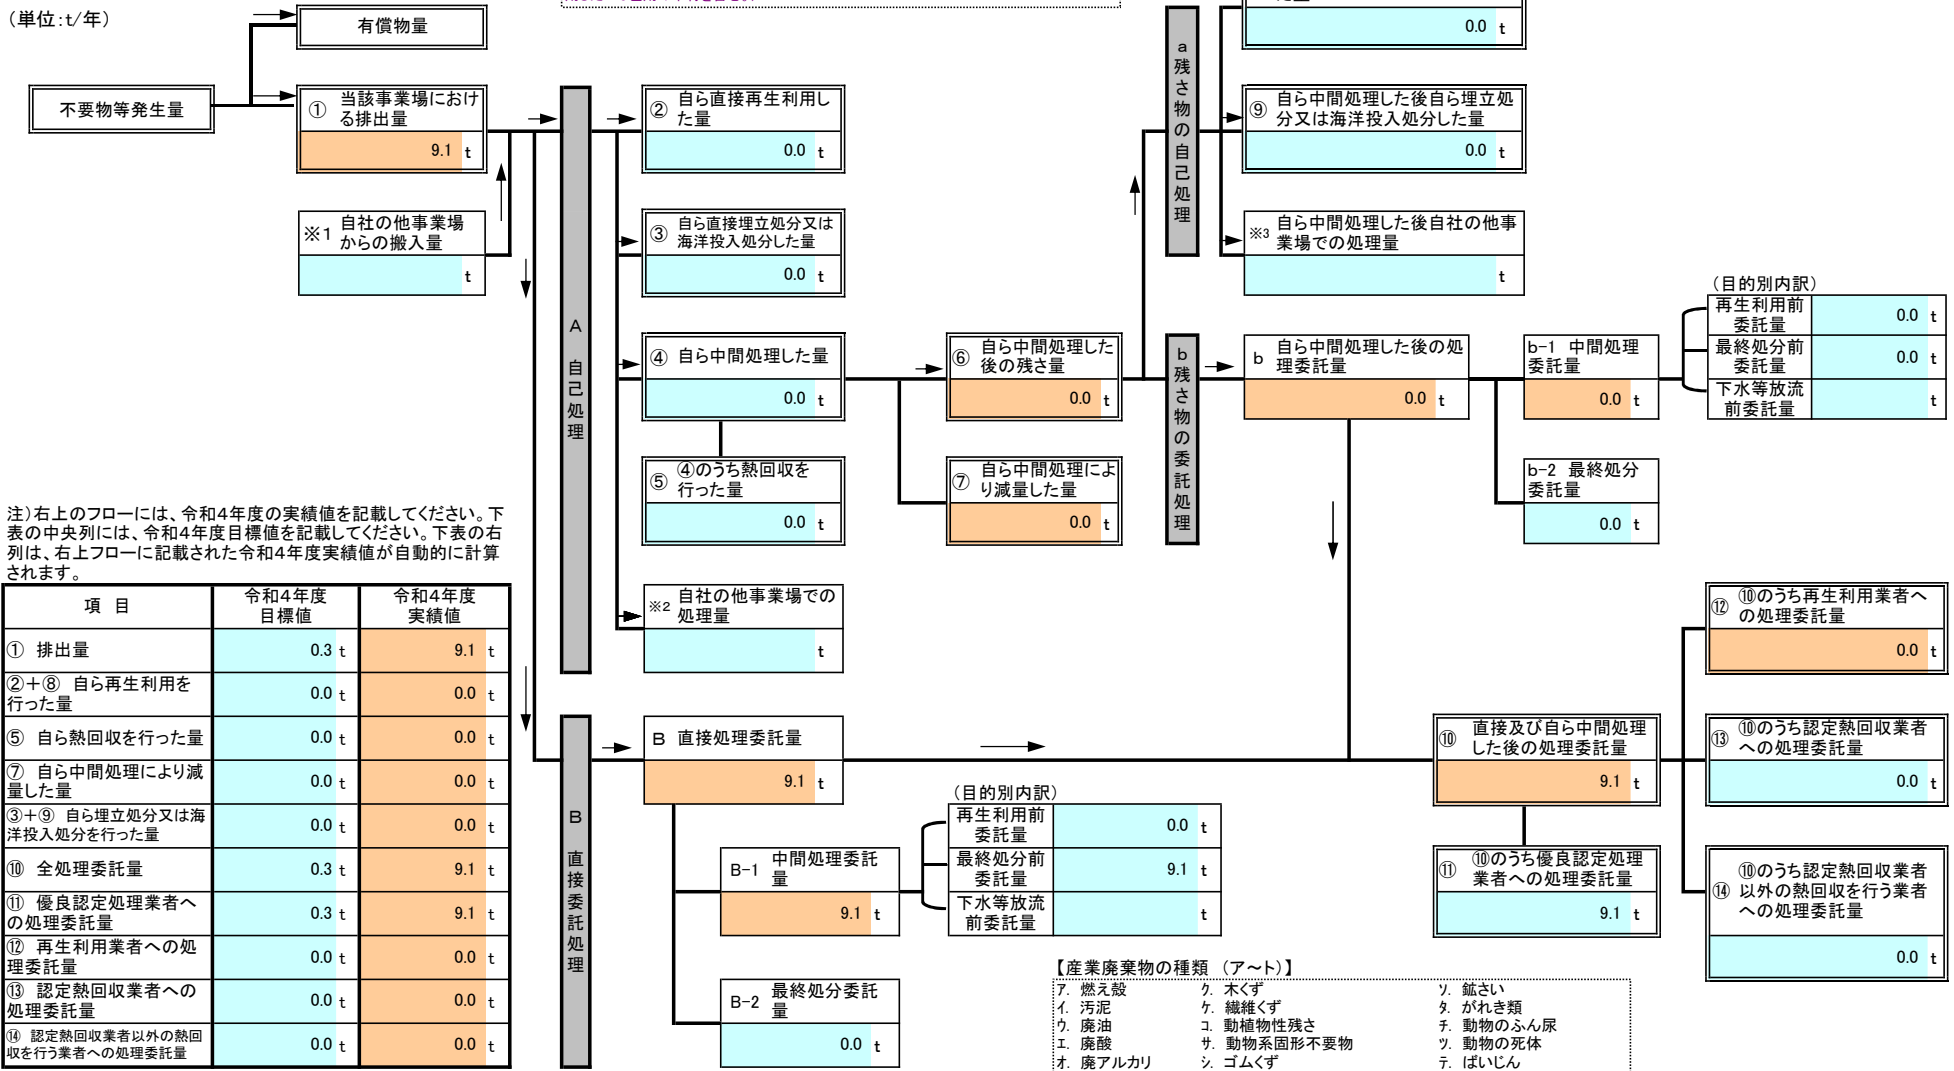 (単位:t/年)
有償物量
不要物等発生量
① 当該事業場におけ
る排出量
9.1 t
※1 自社の他事業場
からの搬入量
t
A 自己処理
② 自ら直接再生利用し
た量
0.0 t
③ 自ら直接埋立処分又は
海洋投入処分した量
0.0 t
④ 自ら中間処理した量
0.0 t
⑤ ④のうち熱回収を
行った量
0.0 t
※2 自社の他事業場での
処理量
t
⑥ 自ら中間処理した
後の残さ量
0.0 t
⑦ 自ら中間処理によ
り減量した量
0.0 t
a 残さ物の自己処理
0.0 t
⑨ 自ら中間処理した後自ら埋立処
分又は海洋投入処分した量
0.0 t
※3 自ら中間処理した後自社の他事
業場での処理量
t
b 残さ物の委託処理
b 自ら中間処理した後の処
理委託量
0.0 t
b-1 中間処理
委託量
0.0 t
b-2 最終処分
委託量
0.0 t
(目的別内訳)
再生利用前
委託量
0.0 t
最終処分前
委託量
0.0 t
下水等放流
前委託量
t
注)右上のフローには、令和4年度の実績値を記載してください。下
表の中央列には、令和4年度目標値を記載してください。下表の右
列は、右上フローに記載された令和4年度実績値が自動的に計算
されます。
項 目 令和4年度
目標値 令和4年度
実績値
① 排出量 0.3 t 9.1 t
②+⑧ 自ら再生利用を
行った量 0.0 t 0.0 t
⑤ 自ら熱回収を行った量 0.0 t 0.0 t
⑦ 自ら中間処理により減
量した量 0.0 t 0.0 t
③+⑨ 自ら埋立処分又は海
洋投入処分を行った量 0.0 t 0.0 t
⑩ 全処理委託量 0.3 t 9.1 t
⑪ 優良認定処理業者へ
の処理委託量 0.3 t 9.1 t
⑫ 再生利用業者への処
理委託量 0.0 t 0.0 t
⑬ 認定熱回収業者への
処理委託量 0.0 t 0.0 t
⑭ 認定熱回収業者以外の熱回
収を行う業者への処理委託量 0.0 t 0.0 t
B 直接委託処理
B 直接処理委託量
9.1 t
B-1 中間処理委託
量
9.1 t
B-2 最終処分委託
量
0.0 t
(目的別内訳)
再生利用前
委託量
0.0 t
最終処分前
委託量
9.1 t
下水等放流
前委託量
t
⑩ 直接及び自ら中間処理
した後の処理委託量
9.1 t
⑪ ⑩のうち優良認定処理
業者への処理委託量
9.1 t
⑫ ⑩のうち再生利用業者へ
の処理委託量
0.0 t
⑬ ⑩のうち認定熱回収業者
への処理委託量
0.0 t
⑭ ⑩のうち認定熱回収業者
以外の熱回収を行う業者
への処理委託量
0.0 t
【産業廃棄物の種類 (ア~ト)】
ア. 燃え殻 ク. 木くず ソ. 鉱さい
イ. 汚泥 ケ. 繊維くず タ. がれき類
ウ. 廃油 コ. 動植物性残さ チ. 動物のふん尿
エ. 廃酸 サ. 動物系固形不要物 ツ. 動物の死体
オ. 廃アルカリ シ. ゴムくず テ. ばいじん